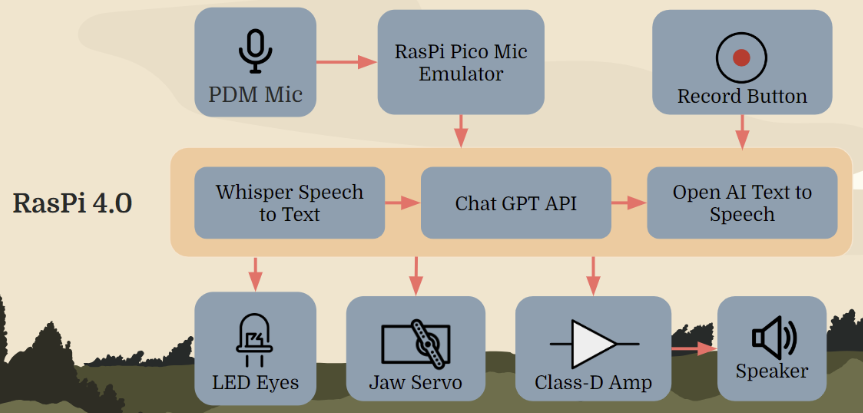 PDM Mic
RasPi Pico Mic
Emulator
Record Button
RasPi 4.0
Whisper Speech
to Text
Chat GPT API
Open AI Text to
Speech
LED Eyes
Jaw Servo
Class-D Amp
Speaker